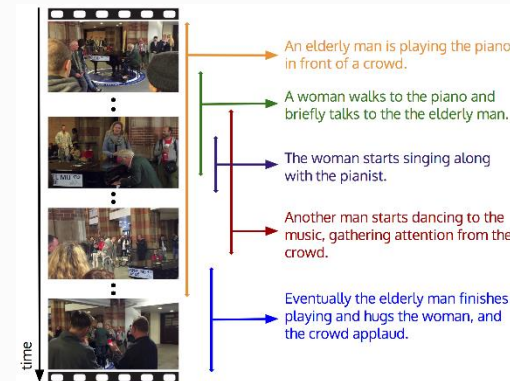 An elderly man is playing the piano
in front of a crowd.
A woman walks to the piano and
briefly talks to the the elderly man.
The woman starts singing along
with the pianist.
Another man starts dancing to the
music, gathering attention from the
crowd.
Eventually the elderly man finishes
playing and hugs the woman, and
the crowd applaud.
time